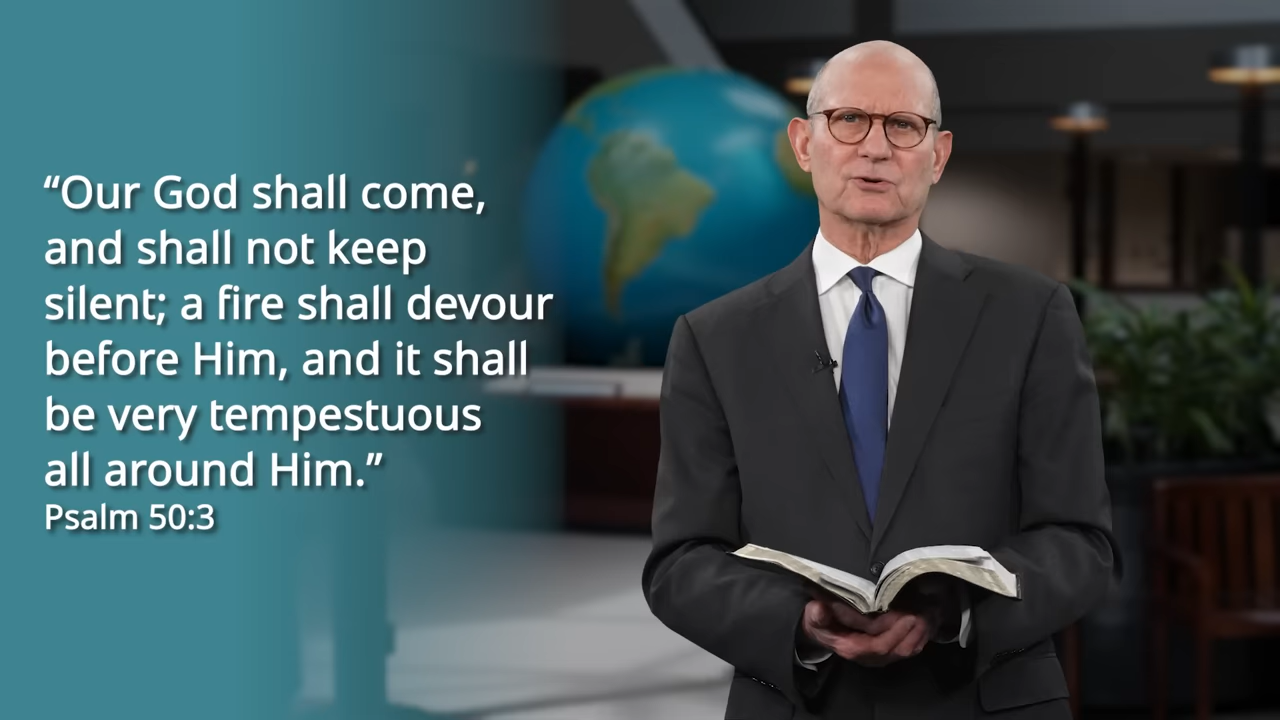 “Our God shall come,
and shall not keep
silent; a fire shall devour
before Him, and it shall
be very tempestuous
all around Him.”
Psalm 50:3